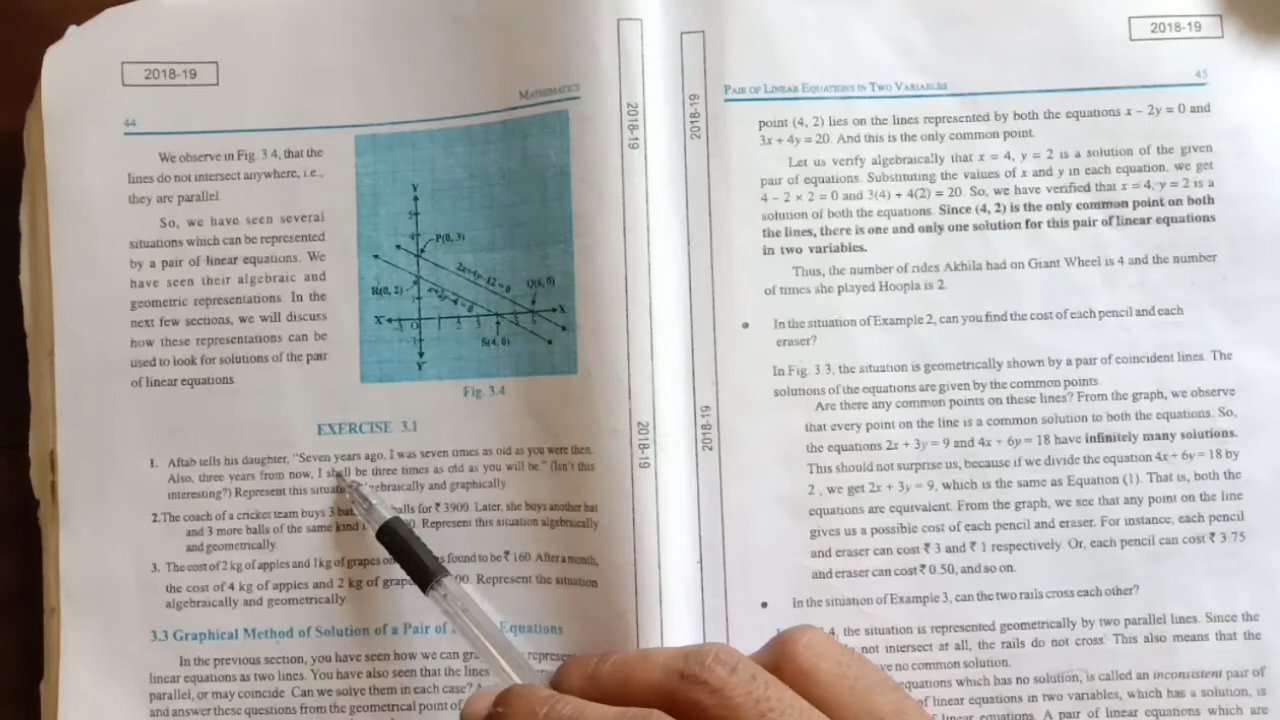 2018-19
44
MATHEMATICS
We observe in Fig. 3.4, that the
lines do not intersect anywhere, i.e.,
they are parallel.
So, we have seen several
situations which can be represented
by a pair of linear equations. We
have seen their algebraic and
geometric representations. In the
next few sections, we will discuss
how these representations can be
used to look for solutions of the pair
of linear equations.
Y
5
4
P(0, 3)
2x+4y-12=0
Q(6, 0)
R(0, 2)
x+2y-4=0
X'
O
X
S(4, 0)
Y'
Fig. 3.4
EXERCISE 3.1
1. Aftab tells his daughter, "Seven years ago, I was seven times as old as you were then.
Also, three years from now, I shall be three times as old as you will be." (Isn't this
interesting?) Represent this algebraically and graphically.
2.The coach of a cricket team buys 3 balls for ₹ 3900. Later, she buys another bat
and 3 more balls of the same kind Represent this situation algebraically
and geometrically.
3. The cost of 2 kg of apples and 1kg of grapes on found to be ₹ 160. After a month,
the cost of 4 kg of apples and 2 kg of Represent the situation
algebraically and geometrically.
3.3 Graphical Method of Solution of a Pair of Equations
In the previous section, you have seen how we can
linear equations as two lines. You have also seen that the lines
parallel, or may coincide. Can we solve them in each case?
and answer these questions from the geometrical point of
2018-19
2018-19
2018-19
2018-19
2018-19
PAIR OF LINEAR EQUATIONS IN TWO VARIABLES
45
point (4, 2) lies on the lines represented by both the equations x – 2y = 0 and
3x + 4y = 20. And this is the only common point.
Let us verify algebraically that x = 4, y = 2 is a solution of the given
pair of equations. Substituting the values of x and y in each equation, we get
4 – 2 × 2 = 0 and 3(4) + 4(2) = 20. So, we have verified that x = 4, y = 2 is a
solution of both the equations. Since (4, 2) is the only common point on both
the lines, there is one and only one solution for this pair of linear equations
in two variables.
Thus, the number of rides Akhila had on Giant Wheel is 4 and the number
of times she played Hoopla is 2.
In the situation of Example 2, can you find the cost of each pencil and each
eraser?
In Fig. 3.3, the situation is geometrically shown by a pair of coincident lines. The
solutions of the equations are given by the common points.
Are there any common points on these lines? From the graph, we observe
that every point on the line is a common solution to both the equations. So,
the equations 2x + 3y = 9 and 4x + 6y = 18 have infinitely many solutions.
This should not surprise us, because if we divide the equation 4x + 6y = 18 by
2 , we get 2x + 3y = 9, which is the same as Equation (1). That is, both the
equations are equivalent. From the graph, we see that any point on the line
gives us a possible cost of each pencil and eraser. For instance, each pencil
and eraser can cost ₹ 3 and ₹ 1 respectively. Or, each pencil can cost ₹ 3.75
and eraser can cost ₹ 0.50, and so on.
In the situation of Example 3, can the two rails cross each other?
the situation is represented geometrically by two parallel lines. Since the
not intersect at all, the rails do not cross. This also means that the
no common solution.
equations which has no solution, is called an inconsistent pair of
of linear equations in two variables, which has a solution, is
linear equations. A pair of linear equations which are